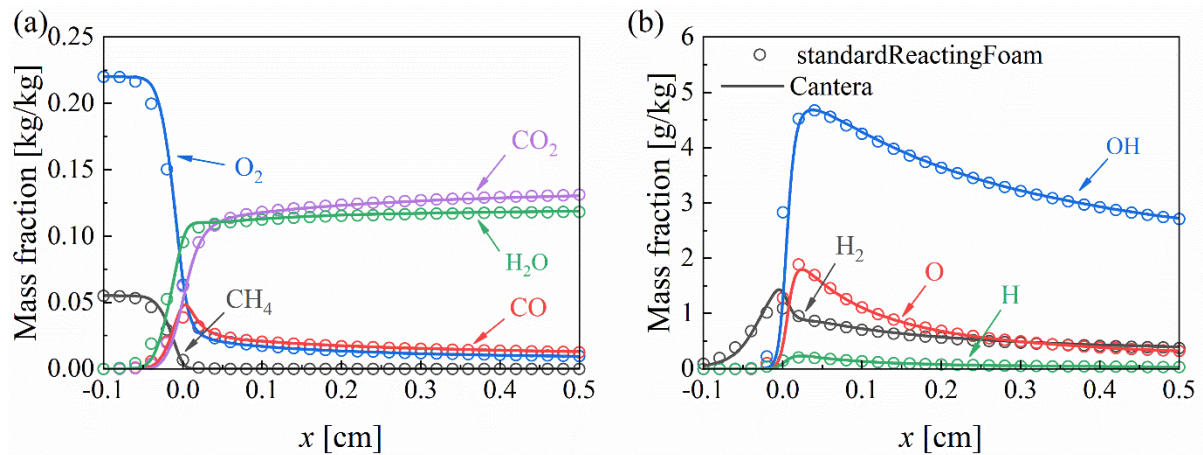 (a)
Mass fraction [kg/kg]
0.25
0.20
0.15
0.10
0.05
0.00
O₂
CO₂
H₂O
CH₄
CO
-0.1 0.0 0.1 0.2 0.3 0.4 0.5
x [cm]
(b)
Mass fraction [g/kg]
6
5
4
3
2
1
0
standardReactingFoam
Cantera
OH
H₂
O
H
-0.1 0.0 0.1 0.2 0.3 0.4 0.5
x [cm]